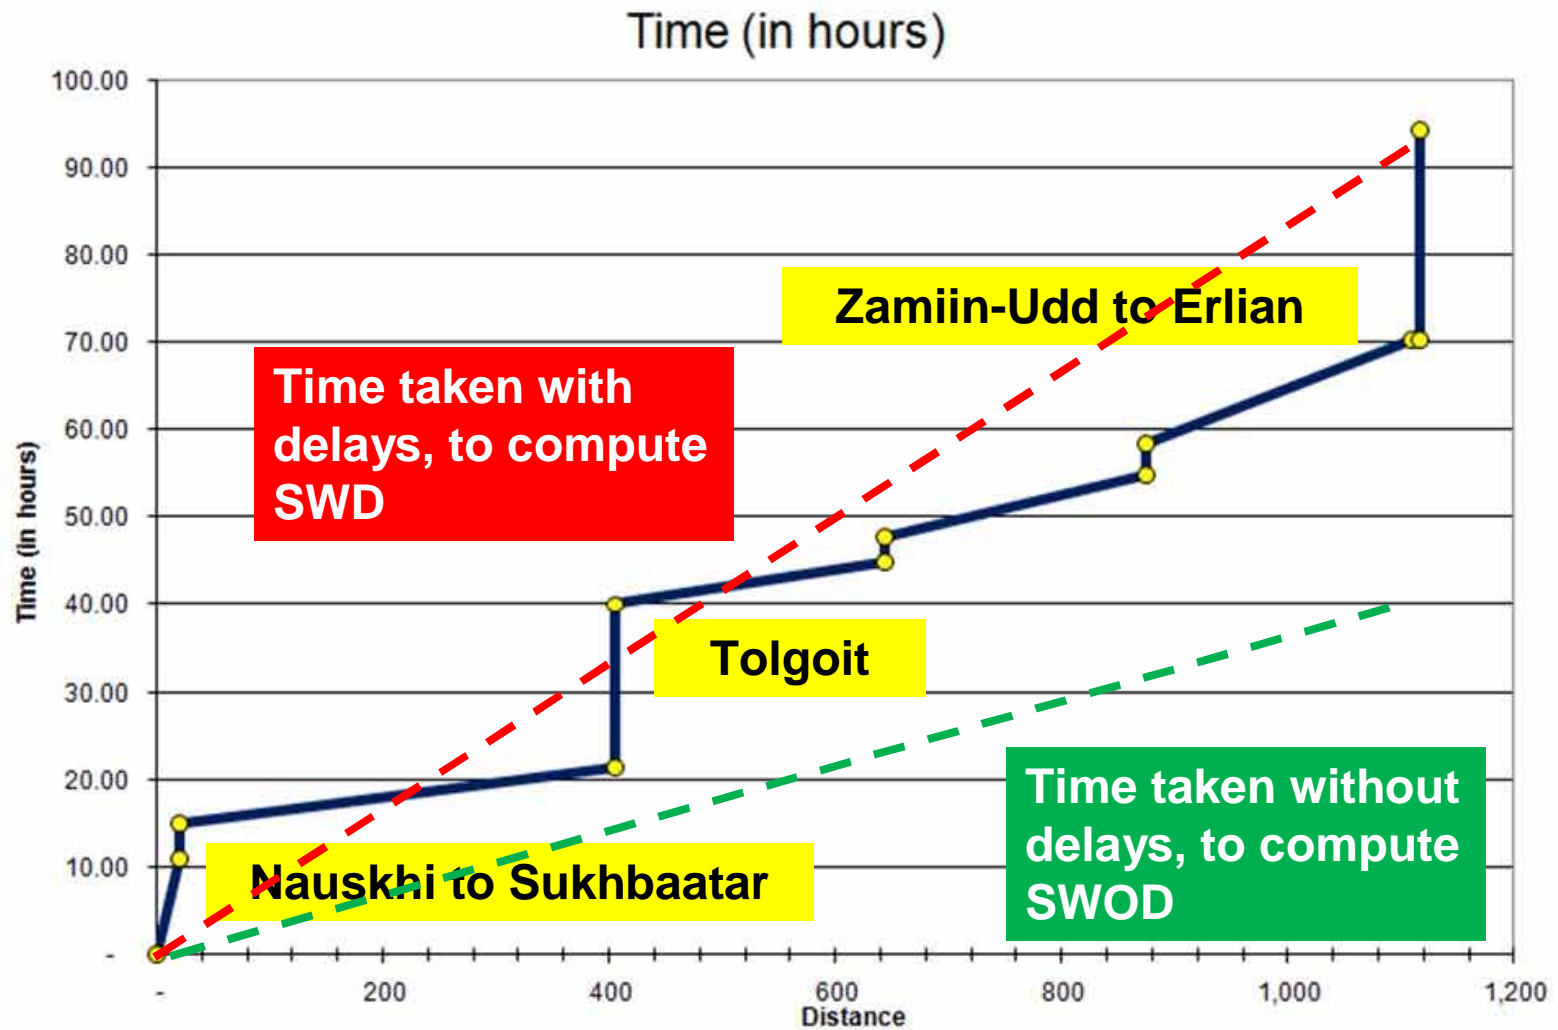 Time (in hours)
100.00
90.00
80.00
70.00
60.00
50.00
40.00
30.00
20.00
10.00
-
Time (in hours)
Zamiin-Udd to Erlian
Time taken with
delays, to compute
SWD
Tolgoit
Nauskhi to Sukhbaatar
Time taken without
delays, to compute
SWOD
- 200 400 600 800 1,000 1,200
Distance